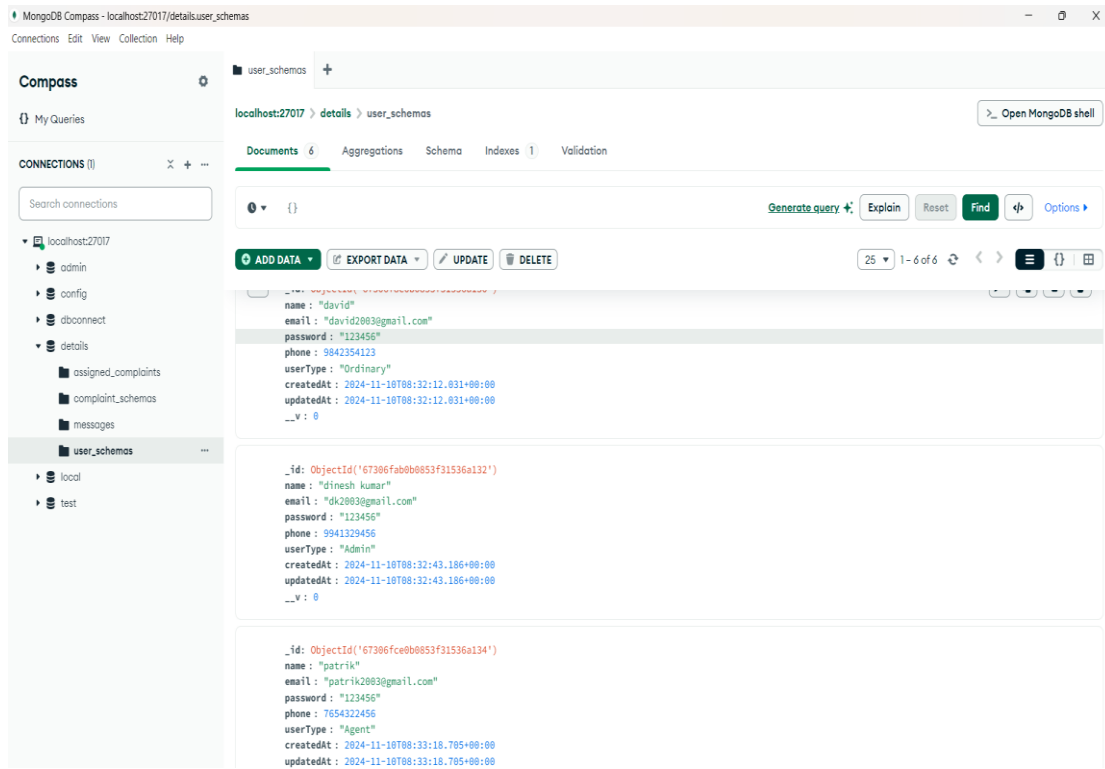 MongoDB Compass - localhost:27017/details.user_schemas
Connections Edit View Collection Help
Compass
{} My Queries
CONNECTIONS (1)
Search connections
localhost:27017
admin
config
dbconnect
details
assigned_complaints
complaint_schemas
messages
user_schemas
local
test
user_schemas
localhost:27017 > details > user_schemas
>_ Open MongoDB shell
Documents 6 Aggregations Schema Indexes 1 Validation
{} Generate query Explain Reset Find </> Options
ADD DATA EXPORT DATA UPDATE DELETE 25 1 - 6 of 6 {}
name : "david"
email : "david2003@gmail.com"
password : "123456"
phone : 9842354123
userType : "Ordinary"
createdAt : 2024-11-10T08:32:12.031+00:00
updatedAt : 2024-11-10T08:32:12.031+00:00
__v : 0
_id: ObjectId('67306fab0b0853f31536a132')
name : "dinesh kumar"
email : "dk2003@gmail.com"
password : "123456"
phone : 9941329456
userType : "Admin"
createdAt : 2024-11-10T08:32:43.186+00:00
updatedAt : 2024-11-10T08:32:43.186+00:00
__v : 0
_id: ObjectId('67306fce0b0853f31536a134')
name : "patrik"
email : "patrik2003@gmail.com"
password : "123456"
phone : 7654322456
userType : "Agent"
createdAt : 2024-11-10T08:33:18.705+00:00
updatedAt : 2024-11-10T08:33:18.705+00:00